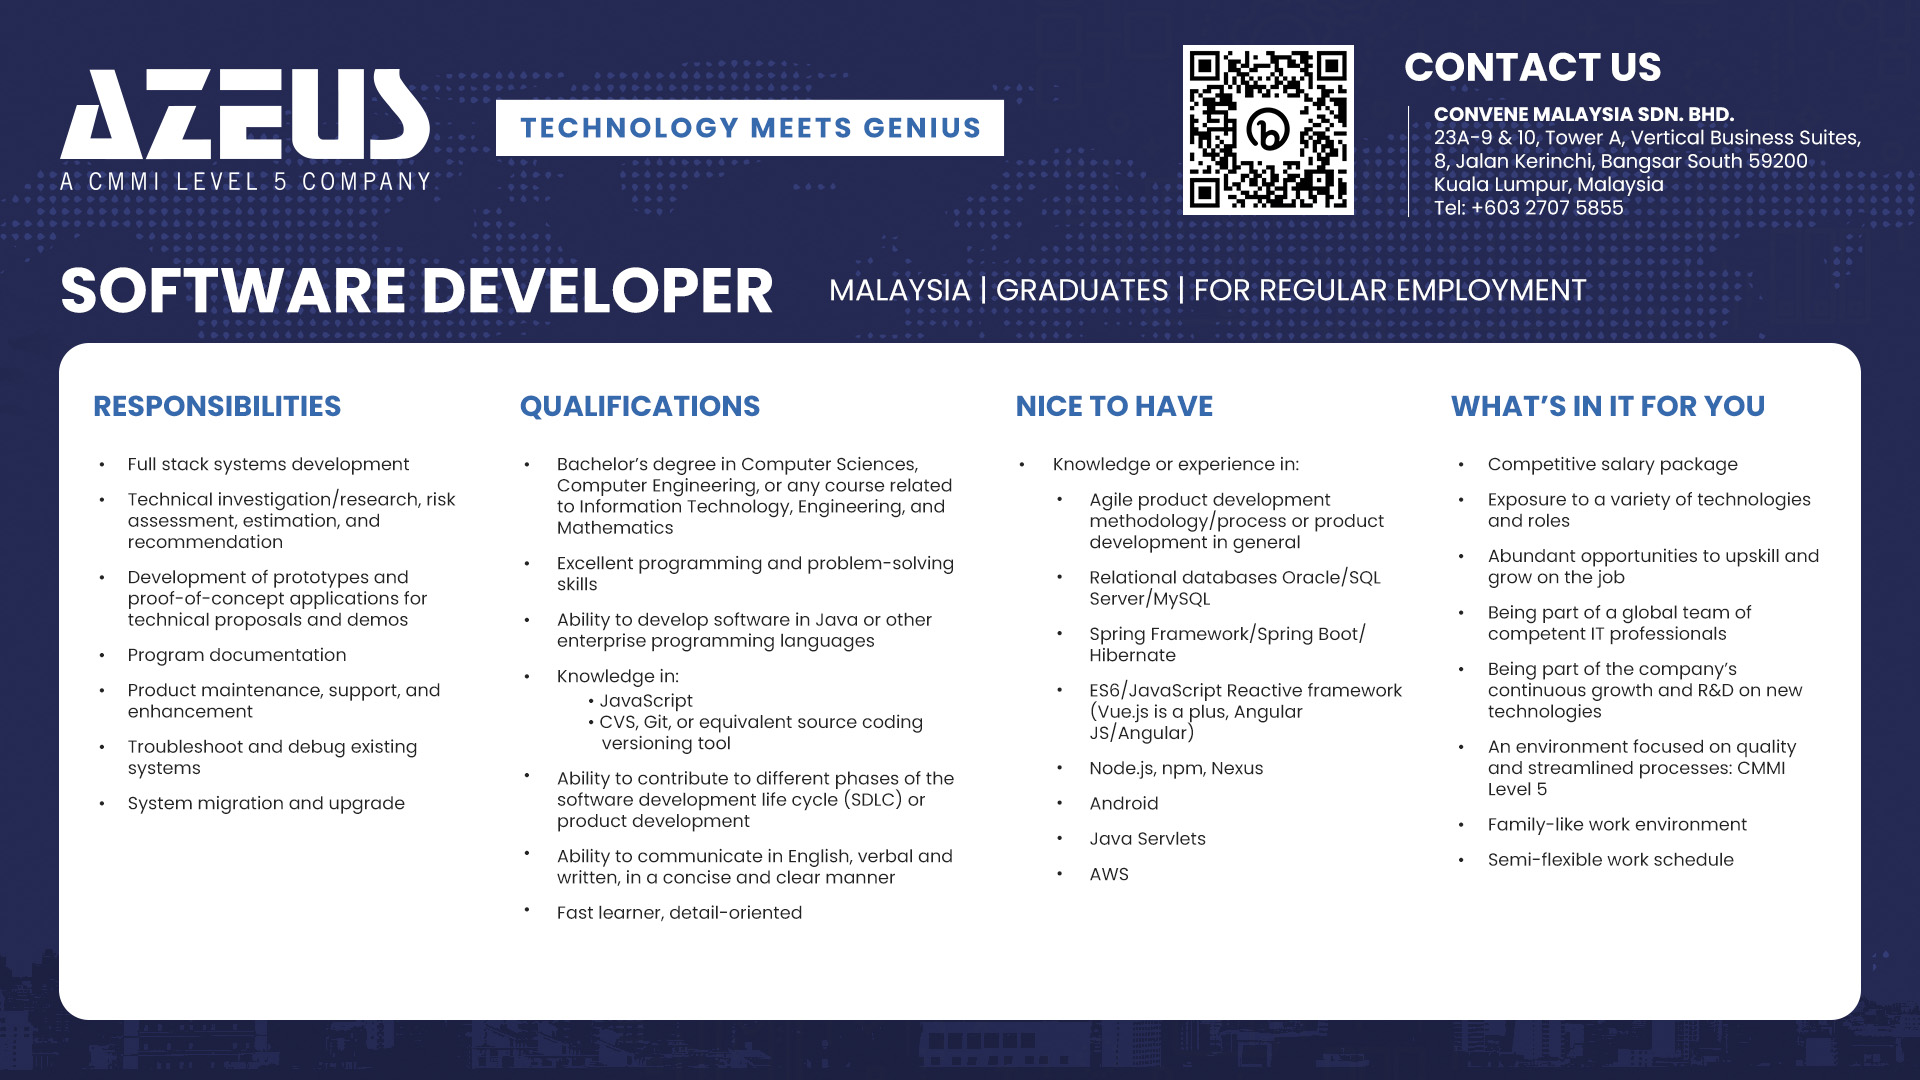 AZEUS
A CMMI LEVEL 5 COMPANY
TECHNOLOGY MEETS GENIUS
CONTACT US
CONVENE MALAYSIA SDN. BHD.
23A-9 & 10, Tower A, Vertical Business Suites,
8, Jalan Kerinchi, Bangsar South 59200
Kuala Lumpur, Malaysia
Tel: +603 2707 5855
SOFTWARE DEVELOPER
MALAYSIA | GRADUATES | FOR REGULAR EMPLOYMENT
RESPONSIBILITIES
• Full stack systems development
• Technical investigation/research, risk
assessment, estimation, and
recommendation
• Development of prototypes and
proof-of-concept applications for
technical proposals and demos
• Program documentation
• Product maintenance, support, and
enhancement
• Troubleshoot and debug existing
systems
• System migration and upgrade
QUALIFICATIONS
• Bachelor’s degree in Computer Sciences,
Computer Engineering, or any course related
to Information Technology, Engineering, and
Mathematics
• Excellent programming and problem-solving
skills
• Ability to develop software in Java or other
enterprise programming languages
• Knowledge in:
• JavaScript
• CVS, Git, or equivalent source coding
versioning tool
• Ability to contribute to different phases of the
software development life cycle (SDLC) or
product development
• Ability to communicate in English, verbal and
written, in a concise and clear manner
• Fast learner, detail-oriented
NICE TO HAVE
• Knowledge or experience in:
• Agile product development
methodology/process or product
development in general
• Relational databases Oracle/SQL
Server/MySQL
• Spring Framework/Spring Boot/
Hibernate
• ES6/JavaScript Reactive framework
(Vue.js is a plus, Angular
JS/Angular)
• Node.js, npm, Nexus
• Android
• Java Servlets
• AWS
WHAT’S IN IT FOR YOU
• Competitive salary package
• Exposure to a variety of technologies
and roles
• Abundant opportunities to upskill and
grow on the job
• Being part of a global team of
competent IT professionals
• Being part of the company’s
continuous growth and R&D on new
technologies
• An environment focused on quality
and streamlined processes: CMMI
Level 5
• Family-like work environment
• Semi-flexible work schedule